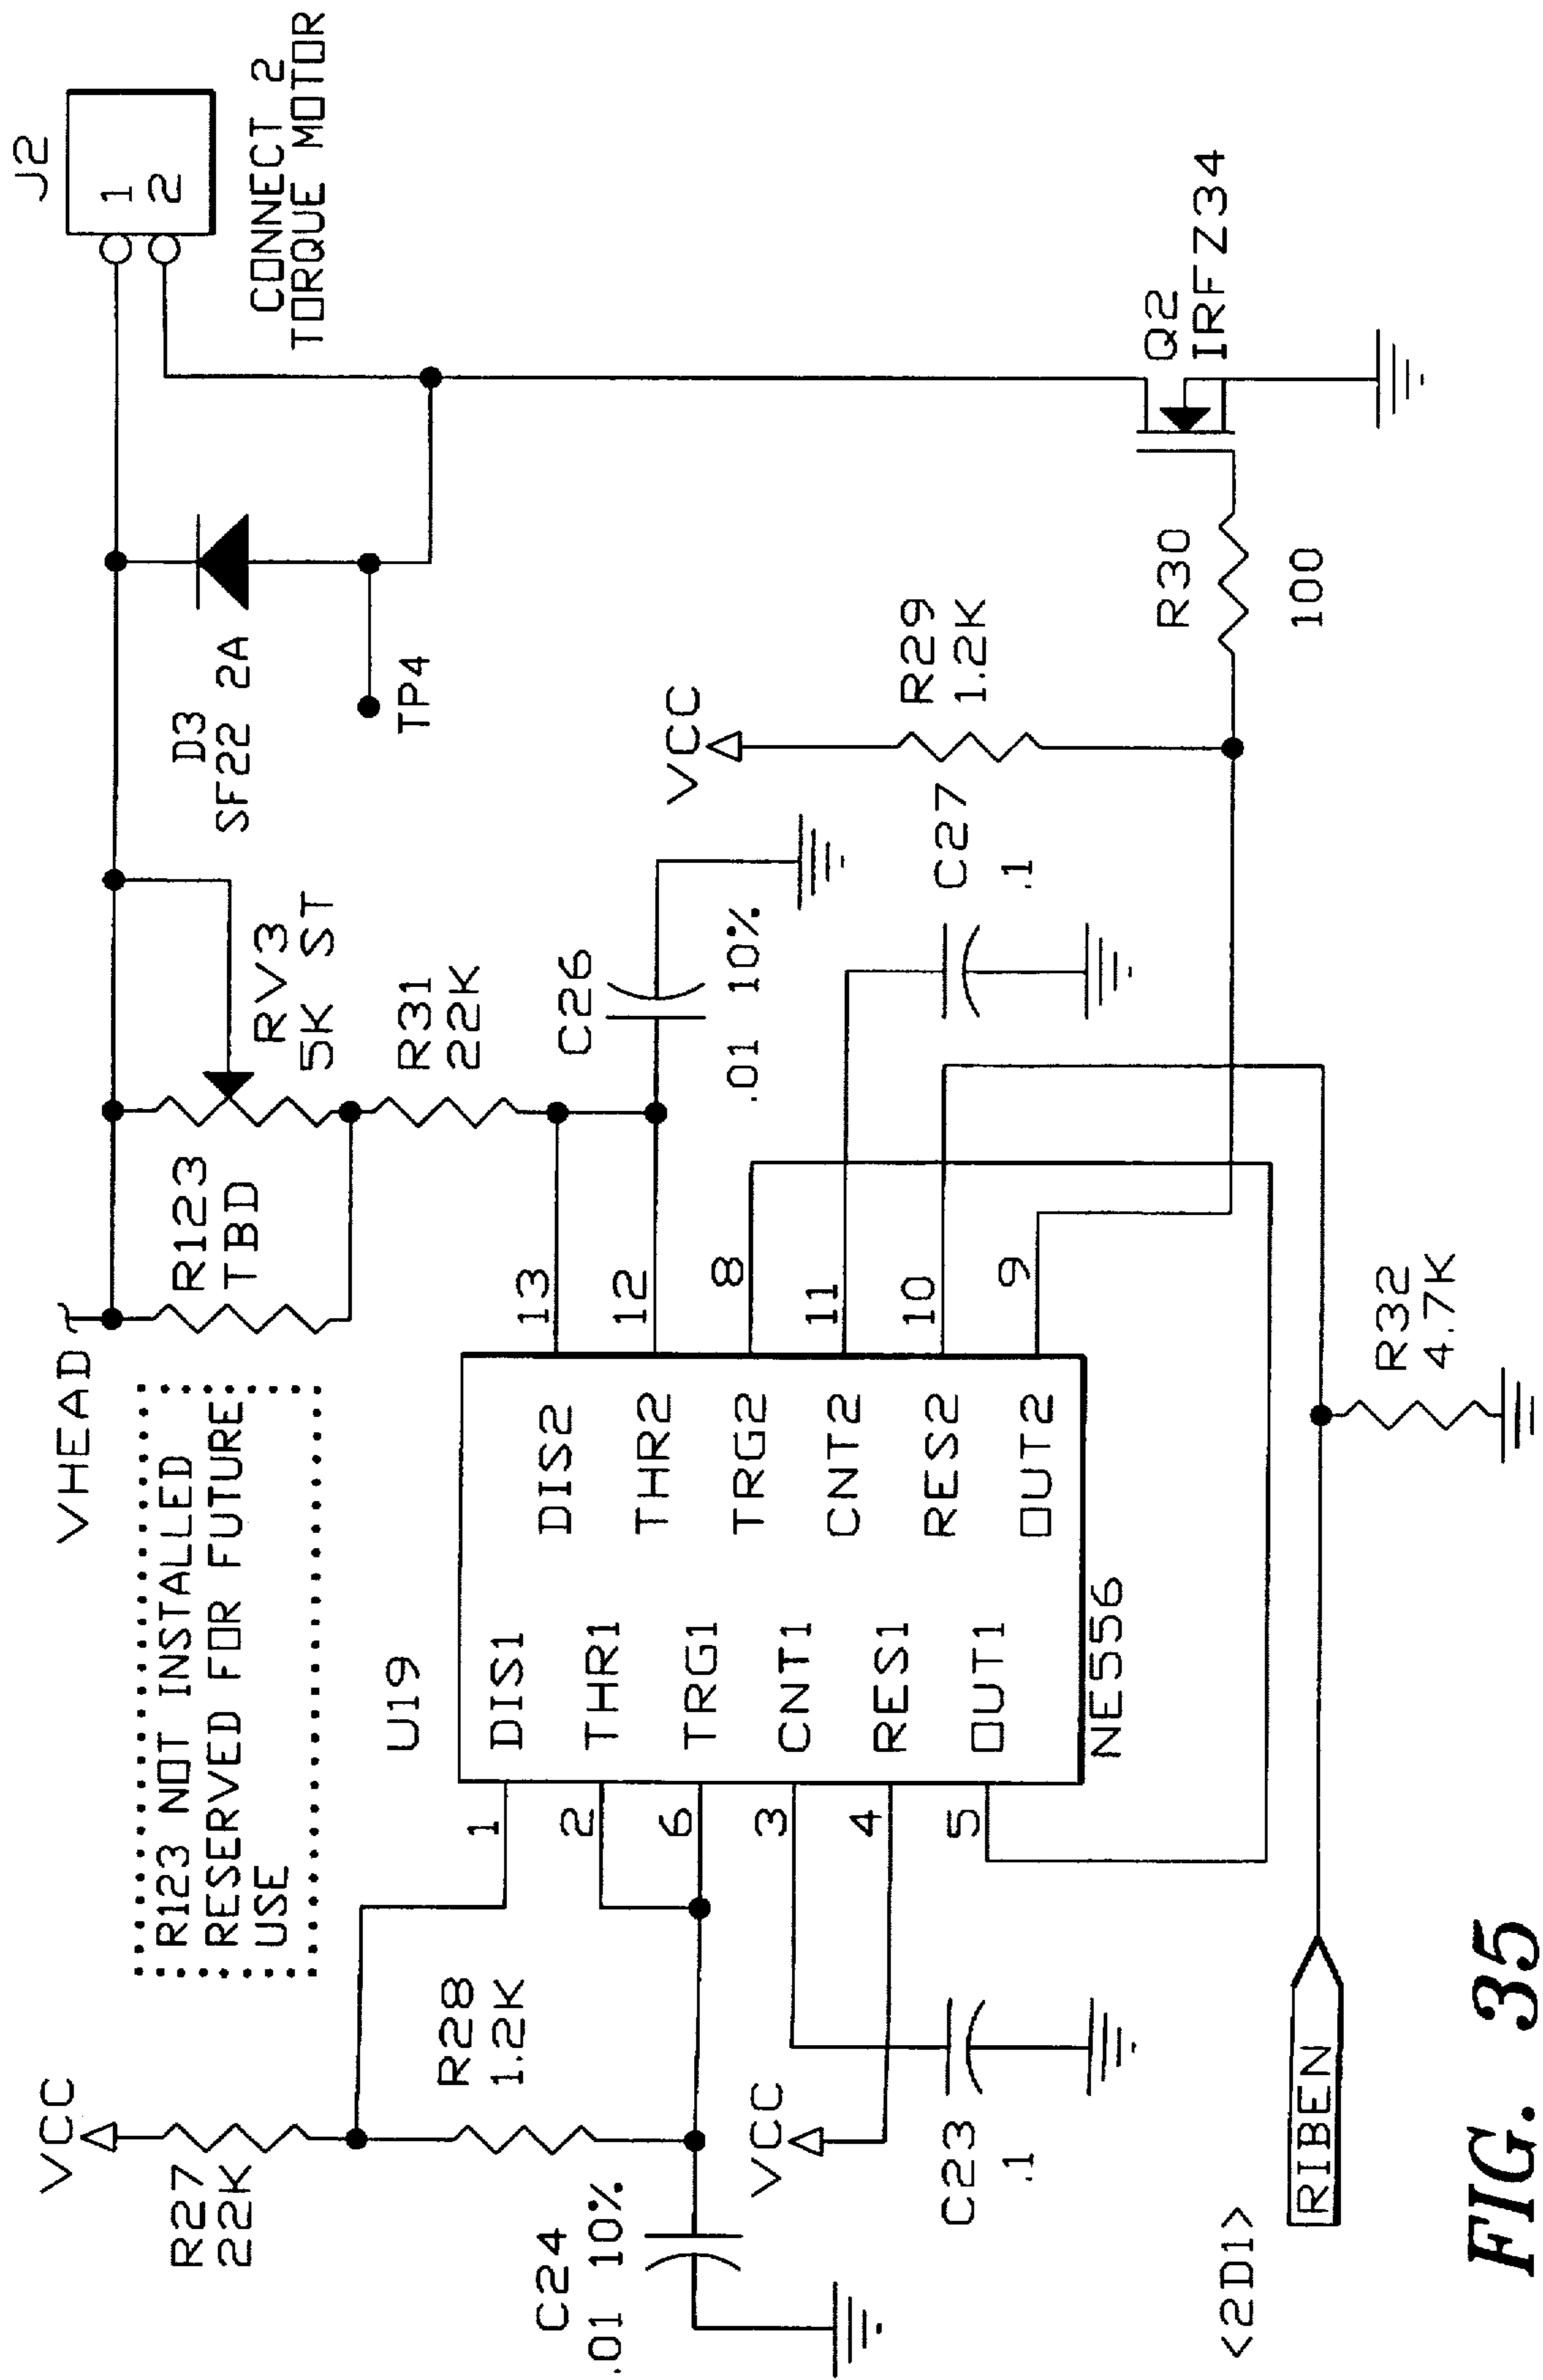 VHEAD
J2
1
2
CONNECT 2
TORQUE MOTOR
R123 NOT INSTALLED
RESERVED FOR FUTURE
USE
R123
TBD
RV3
5K ST
D3
SF22 2A
TP4
VCC
R27
22K
R28
1.2K
C24
.01 10%
VCC
C23
.1
U19
DIS1
THR1
TRG1
CNT1
RES1
OUT1
DIS2
THR2
TRG2
CNT2
RES2
OUT2
NE556
1
2
6
3
4
5
13
12
8
11
10
9
R31
22K
C26
.01 10%
C27
.1
VCC
R29
1.2K
R30
100
Q2
IRFZ34
R32
4.7K
<2D1>
RIBEN
FIG. 35